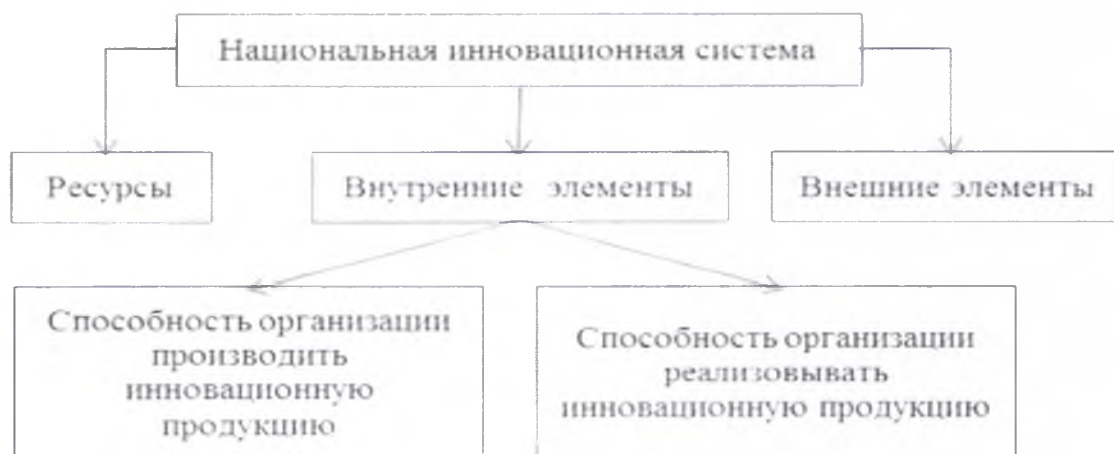 Национальная инновационная система
Ресурсы
Внутренние элементы
Внешние элементы
Способность организации
производить
инновационную
продукцию
Способность организации
реализовывать
инновационную продукцию